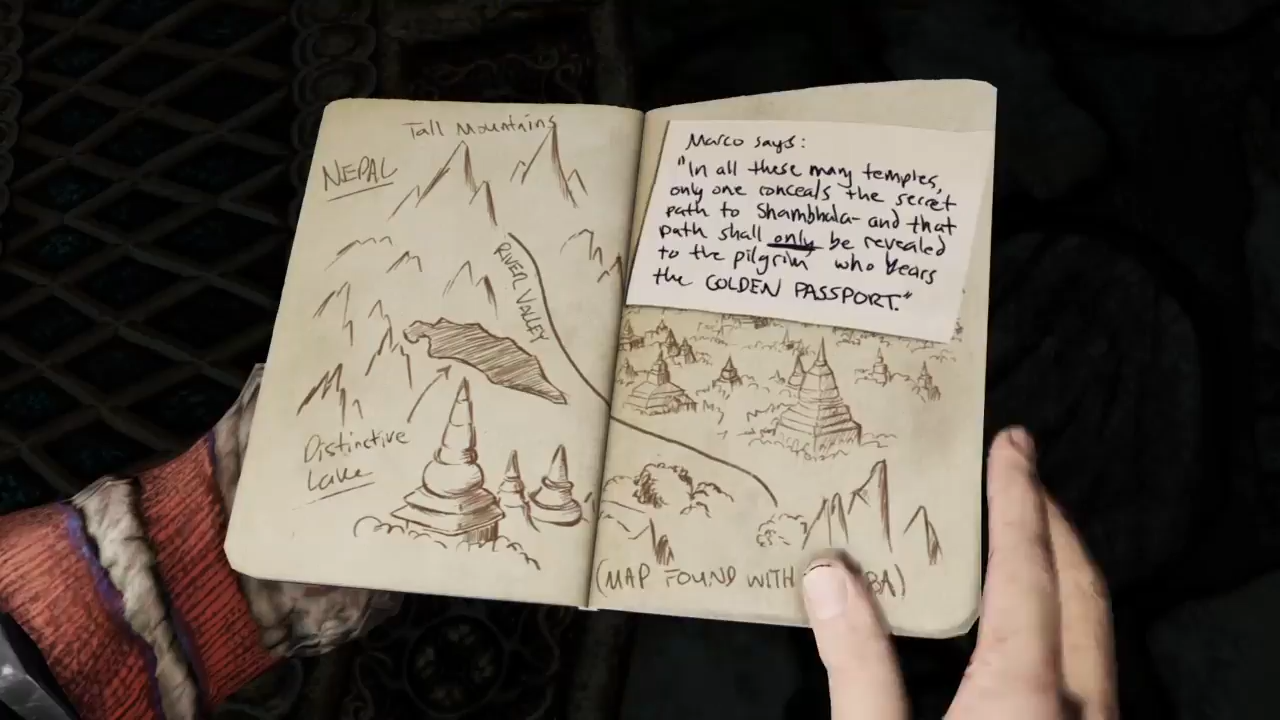 Tall Mountains
NEPAL
RIVER VALLEY
Distinctive
Lake
Marco says:
"In all these many temples,
only one conceals the secret
path to Shambhala- and that
path shall only be revealed
to the pilgrim who bears
the GOLDEN PASSPORT."
(MAP FOUND WITH BA)